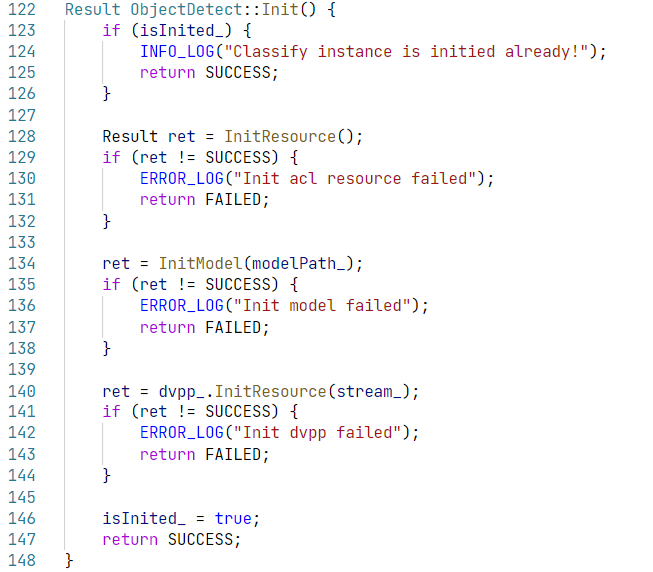 122 Result ObjectDetect::Init() {
123     if (isInited_) {
124         INFO_LOG("Classify instance is initied already!");
125         return SUCCESS;
126     }
127
128     Result ret = InitResource();
129     if (ret != SUCCESS) {
130         ERROR_LOG("Init acl resource failed");
131         return FAILED;
132     }
133
134     ret = InitModel(modelPath_);
135     if (ret != SUCCESS) {
136         ERROR_LOG("Init model failed");
137         return FAILED;
138     }
139
140     ret = dvpp_.InitResource(stream_);
141     if (ret != SUCCESS) {
142         ERROR_LOG("Init dvpp failed");
143         return FAILED;
144     }
145
146     isInited_ = true;
147     return SUCCESS;
148 }